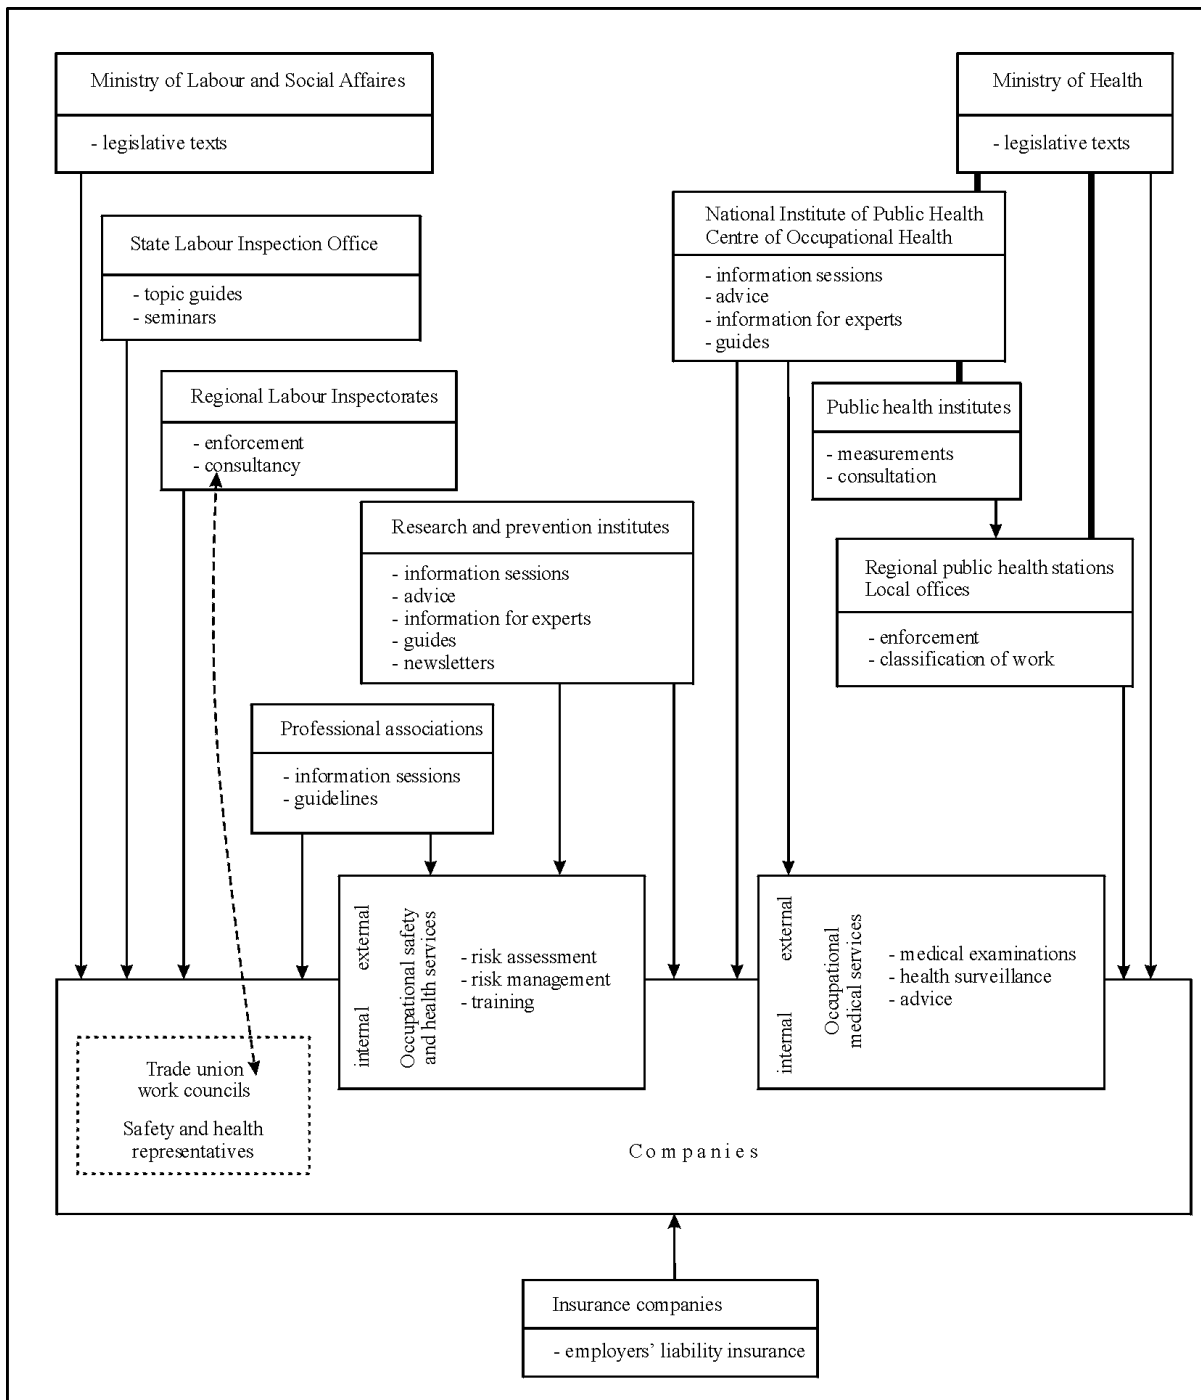 Ministry of Labour and Social Affaires
- legislative texts
Ministry of Health
- legislative texts
State Labour Inspection Office
- topic guides
- seminars
National Institute of Public Health
Centre of Occupational Health
- information sessions
- advice
- information for experts
- guides
Regional Labour Inspectorates
- enforcement
- consultancy
Public health institutes
- measurements
- consultation
Research and prevention institutes
- information sessions
- advice
- information for experts
- guides
- newsletters
Regional public health stations
Local offices
- enforcement
- classification of work
Professional associations
- information sessions
- guidelines
internal external
Occupational safety
and health services
- risk assessment
- risk management
- training
internal external
Occupational
medical services
- medical examinations
- health surveillance
- advice
Trade union
work councils
Safety and health
representatives
Companies
Insurance companies
- employers’ liability insurance